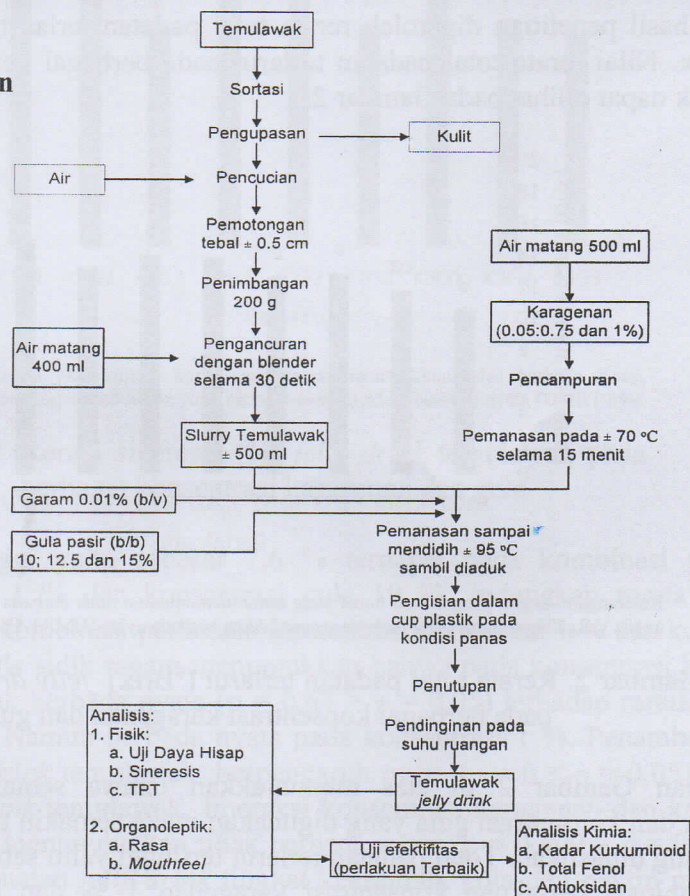 Temulawak
n
Sortasi
Pengupasan
Kulit
Air
Pencucian
Pemotongan
tebal ± 0.5 cm
Air matang 500 ml
Penimbangan
200 g
Karagenan
(0.05:0.75 dan 1%)
Air matang
400 ml
Pengancuran
dengan blender
selama 30 detik
Pencampuran
Slurry Temulawak
± 500 ml
Pemanasan pada ± 70 °C
selama 15 menit
Garam 0.01% (b/v)
Gula pasir (b/b)
10; 12.5 dan 15%
Pemanasan sampai
mendidih ± 95 °C
sambil diaduk
Pengisian dalam
cup plastik pada
kondisi panas
Penutupan
Pendinginan pada
suhu ruangan
Temulawak
jelly drink
Analisis:
1. Fisik:
a. Uji Daya Hisap
b. Sineresis
c. TPT
2. Organoleptik:
a. Rasa
b. Mouthfeel
Uji efektifitas
(perlakuan Terbaik)
Analisis Kimia:
a. Kadar Kurkuminoid
b. Total Fenol
c. Antioksidan